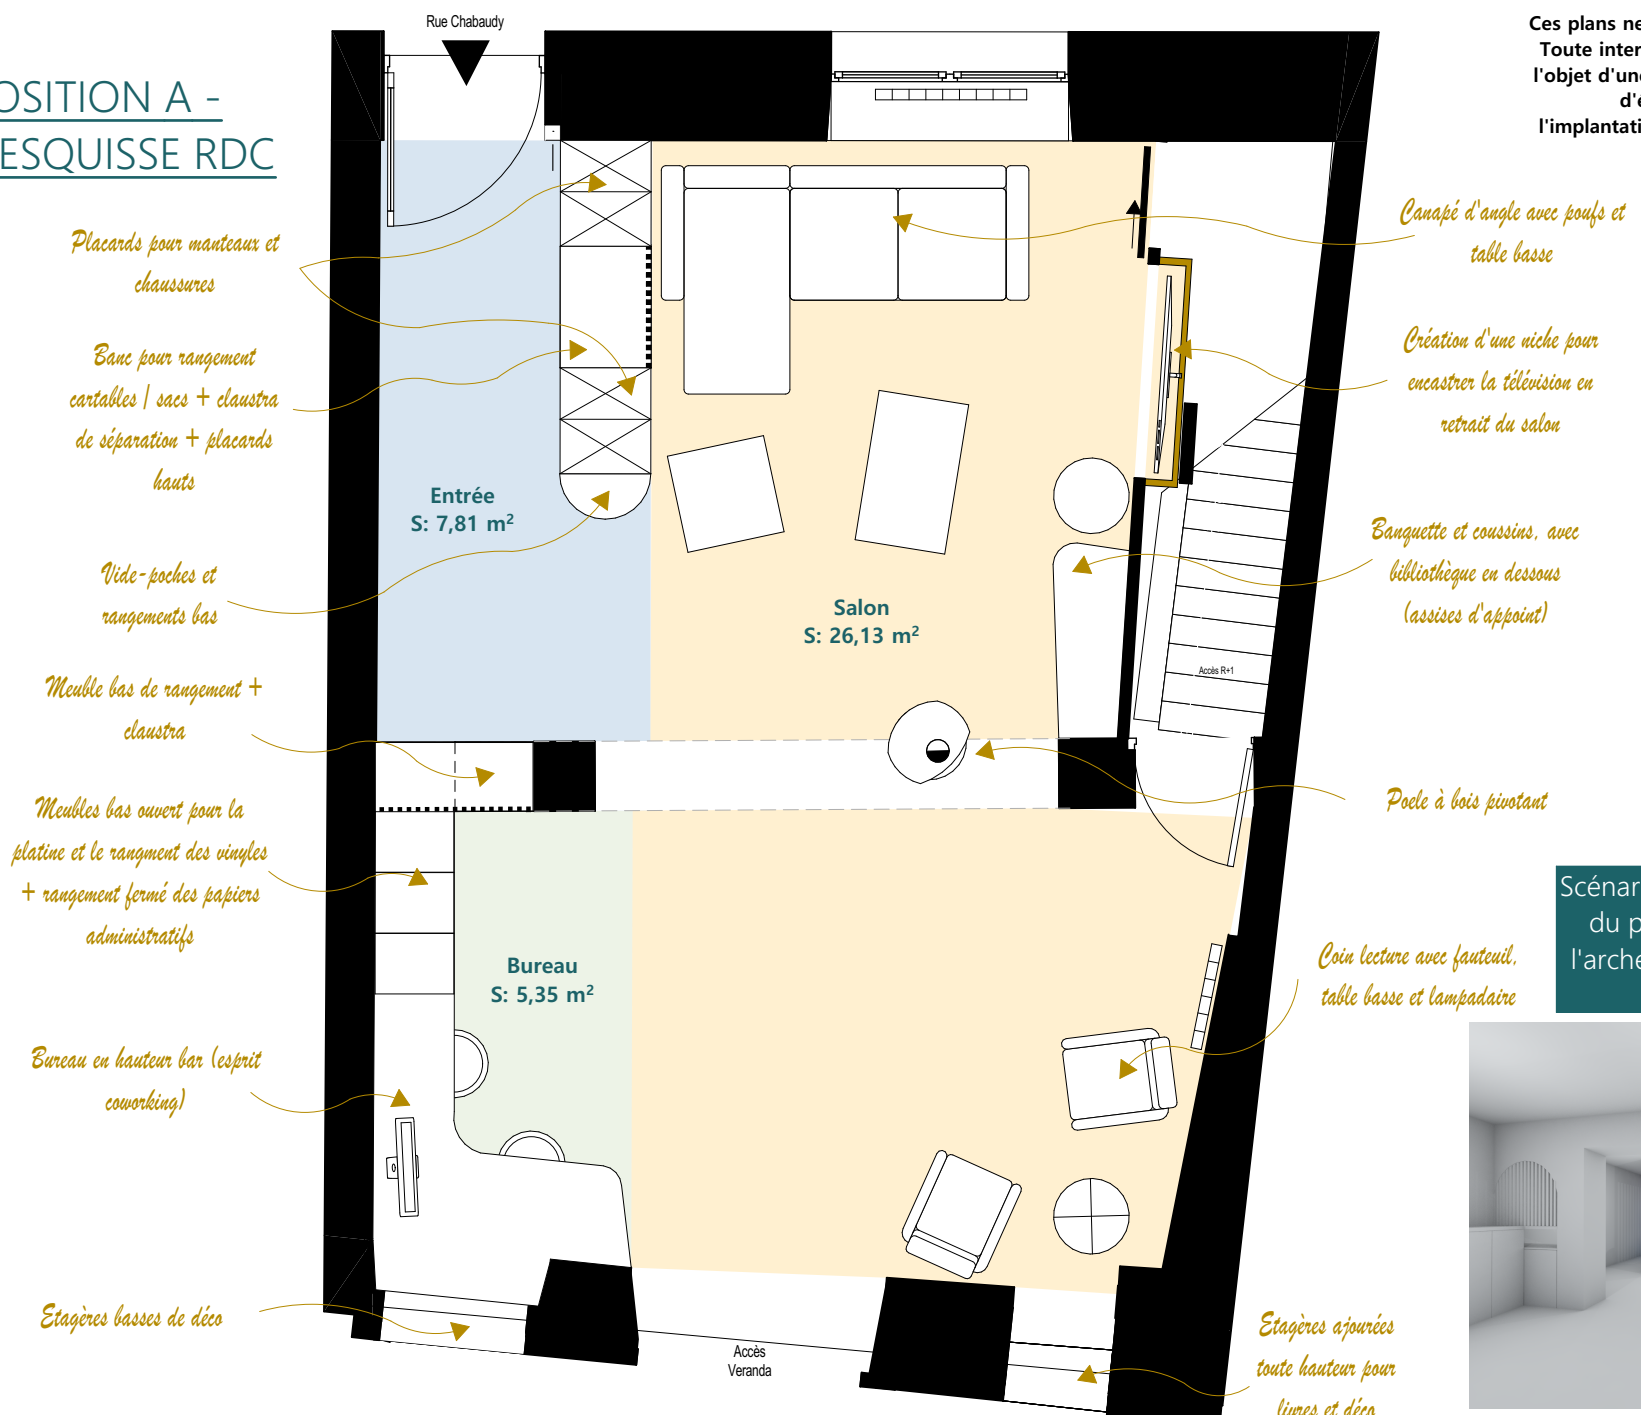 Rue Chabaudy
OSITION A -
ESQUISSE RDC
Ces plans ne
Toute inter
l'objet d'une
d'é
l'implantati
Placards pour manteaux et
chaussures
Banc pour rangement
cartables / sacs + claustra
de séparation + placards
hauts
Vide-poches et
rangements bas
Meuble bas de rangement +
claustra
Meubles bas ouvert pour la
platine et le rangment des vinyles
+ rangement fermé des papiers
administratifs
Bureau en hauteur bar (esprit
coworking)
Etagères basses de déco
Entrée
S: 7,81 m²
Salon
S: 26,13 m²
Bureau
S: 5,35 m²
Accès R+1
Accès
Veranda
Canapé d'angle avec poufs et
table basse
Création d'une niche pour
encastrer la télévision en
retrait du salon
Banquette et coussins, avec
bibliothèque en dessous
(assises d'appoint)
Poele à bois pivotant
Coin lecture avec fauteuil,
table basse et lampadaire
Etagères ajourées
toute hauteur pour
livres et déco
Scénar
du p
l'arche